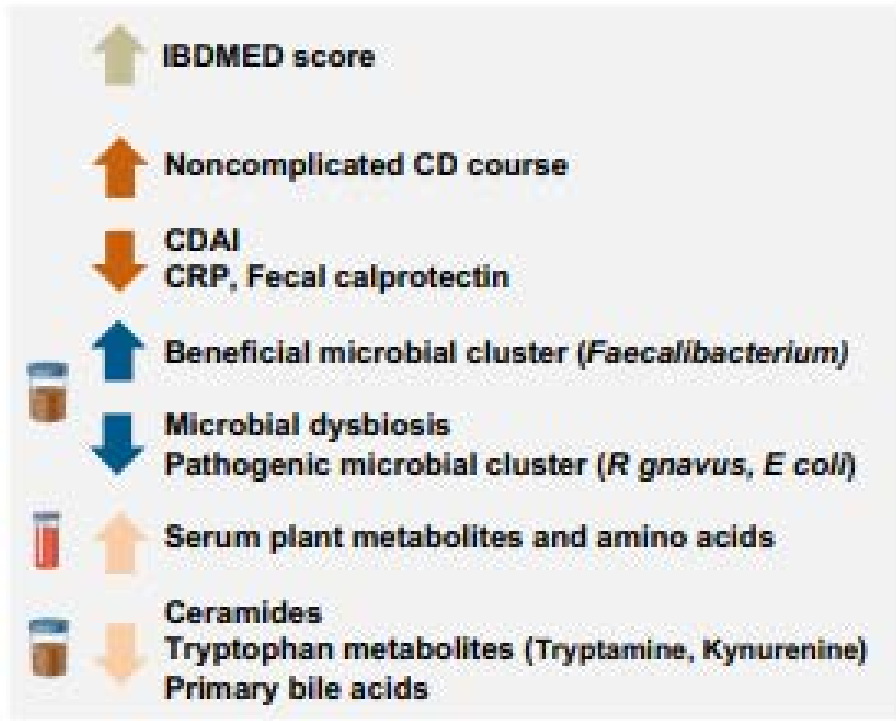 IBDMED score
Noncomplicated CD course
CDAI
CRP, Fecal calprotectin
Beneficial microbial cluster (Faecalibacterium)
Microbial dysbiosis
Pathogenic microbial cluster (R gnavus, E coli)
Serum plant metabolites and amino acids
Ceramides
Tryptophan metabolites (Tryptamine, Kynurenine)
Primary bile acids